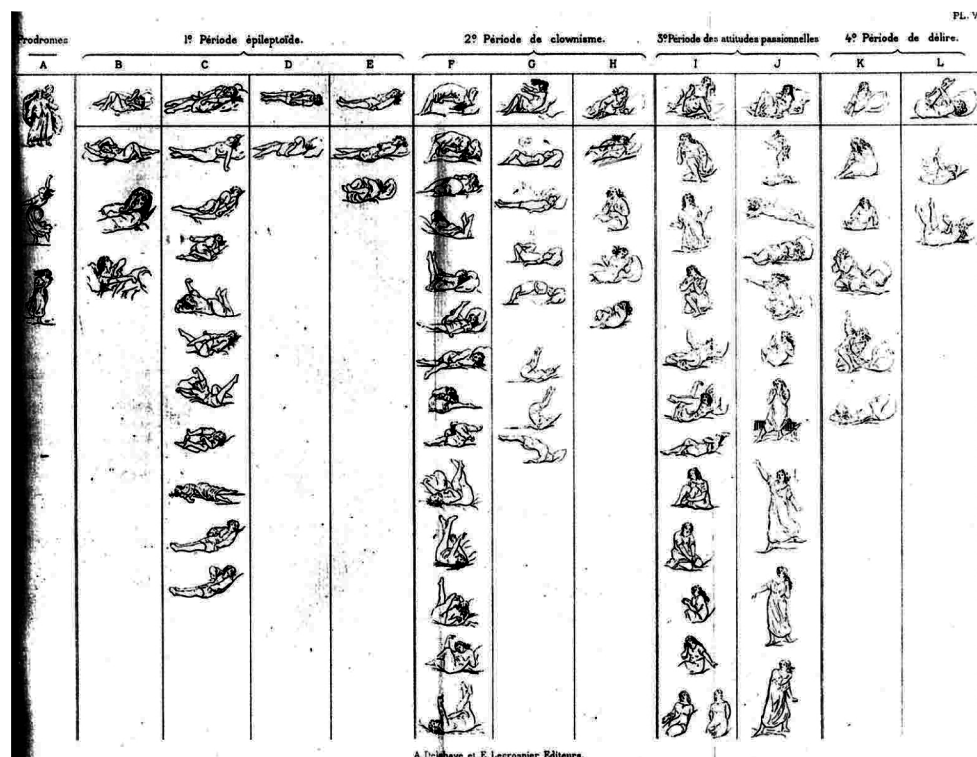 PL. V
Prodromes 1º Période épileptoïde. 2º Période de clownisme. 3º Période des attitudes passionnelles 4º Période de délire.
A B C D E F G H I J K L
A. Delahaye et E. Lecrosnier Editeurs.